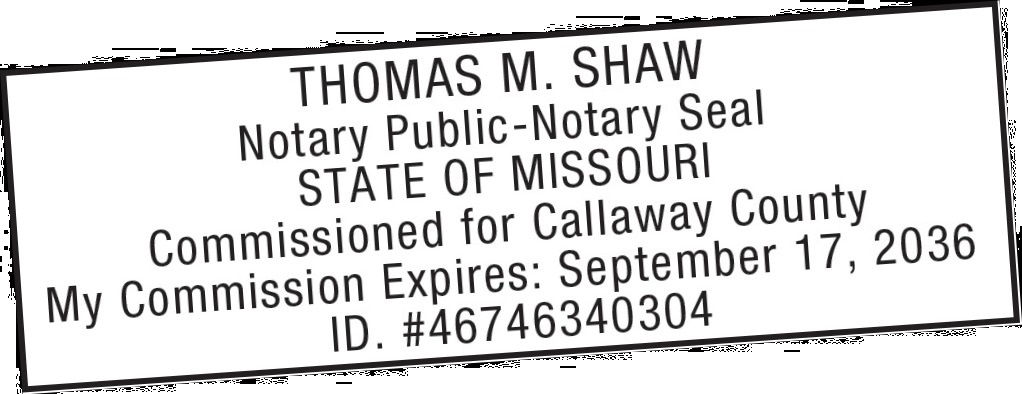 THOMAS M. SHAW
Notary Public-Notary Seal
STATE OF MISSOURI
Commissioned for Callaway County
My Commission Expires: September 17, 2036
ID. #46746340304